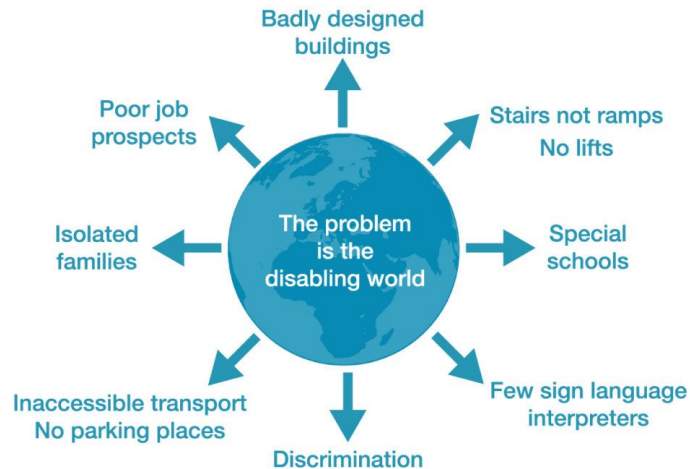 Badly designed
buildings
Stairs not ramps
No lifts
Special
schools
Few sign language
interpreters
Discrimination
Inaccessible transport
No parking places
Isolated
families
Poor job
prospects
The problem
is the
disabling world